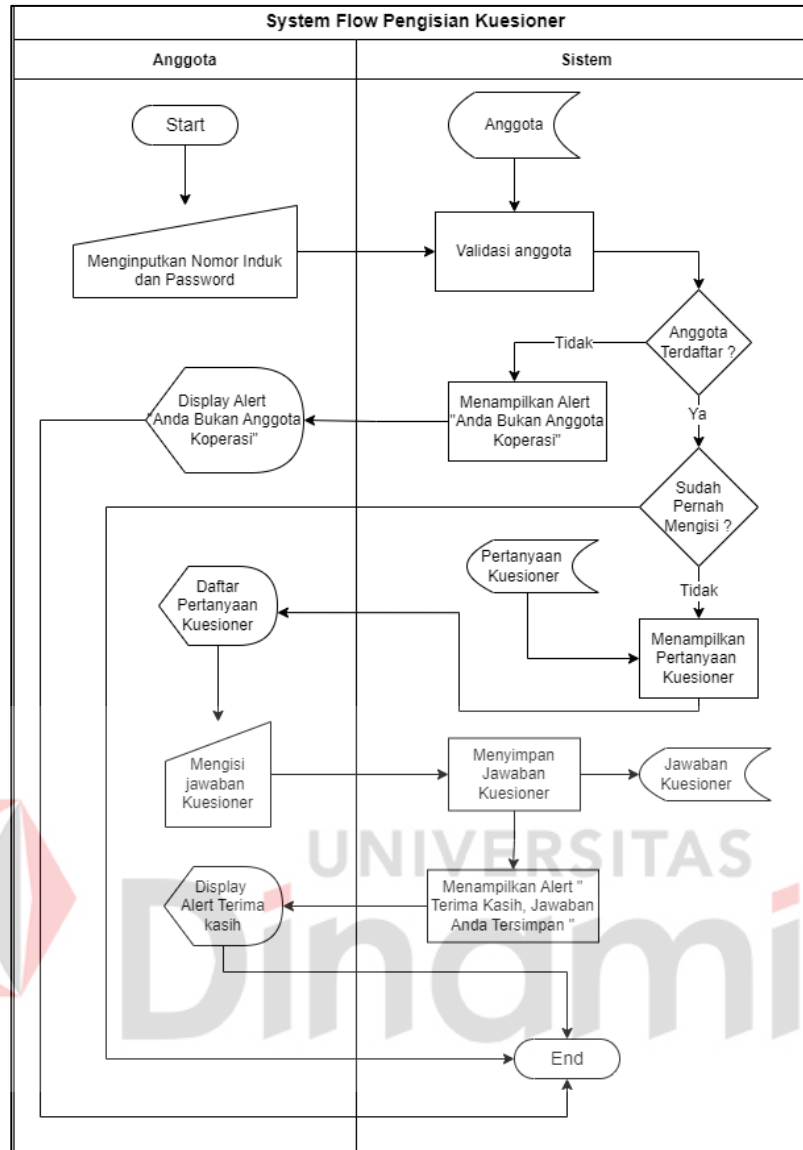 System Flow Pengisian Kuesioner
Anggota
Sistem
Start
Anggota
Menginputkan Nomor Induk
dan Password
Validasi anggota
Anggota
Terdaftar ?
Tidak
Ya
Display Alert
"Anda Bukan Anggota
Koperasi"
Menampilkan Alert
"Anda Bukan Anggota
Koperasi"
Sudah
Pernah
Mengisi ?
Tidak
Pertanyaan
Kuesioner
Daftar
Pertanyaan
Kuesioner
Menampilkan
Pertanyaan
Kuesioner
Mengisi
jawaban
Kuesioner
Menyimpan
Jawaban
Kuesioner
Jawaban
Kuesioner
UNIVERSITAS
Dinami
Display
Alert Terima
kasih
Menampilkan Alert "
Terima Kasih, Jawaban
Anda Tersimpan "
End